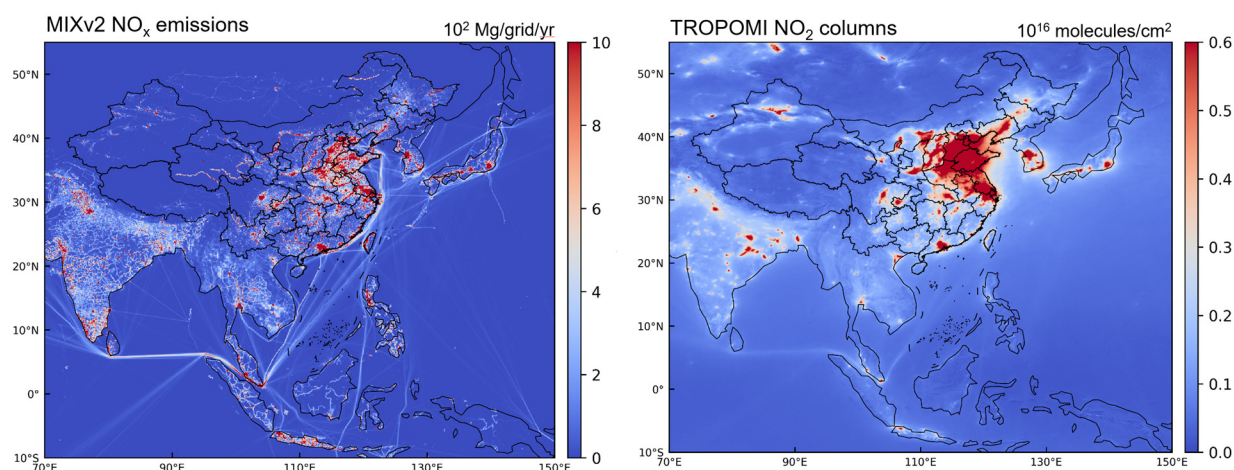 MIXv2 NOₓ emissions
10² Mg/grid/yr
50°N
40°N
30°N
20°N
10°N
0°
10°S
70°E
90°E
110°E
130°E
150°E
10
8
6
4
2
0
TROPOMI NO₂ columns
10¹⁶ molecules/cm²
50°N
40°N
30°N
20°N
10°N
0°
10°S
70°E
90°E
110°E
130°E
150°E
0.6
0.5
0.4
0.3
0.2
0.1
0.0